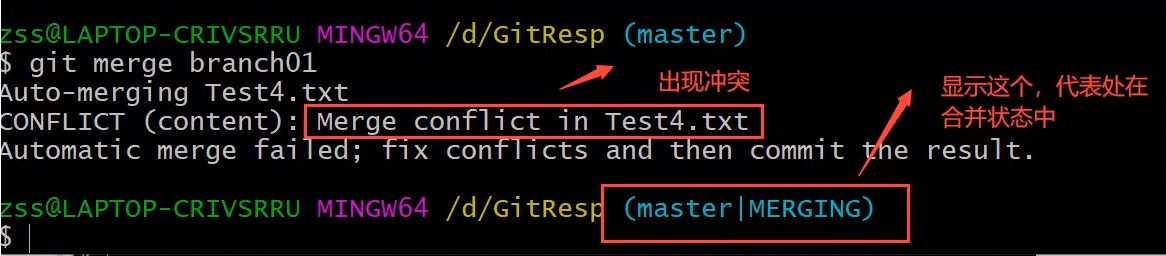 zss@LAPTOP-CRIVSRRU MINGW64 /d/GitResp (master)
$ git merge branch01
Auto-merging Test4.txt
CONFLICT (content): Merge conflict in Test4.txt
Automatic merge failed; fix conflicts and then commit the result.
出现冲突
显示这个，代表处在
合并状态中
zss@LAPTOP-CRIVSRRU MINGW64 /d/GitResp (master|MERGING)
$